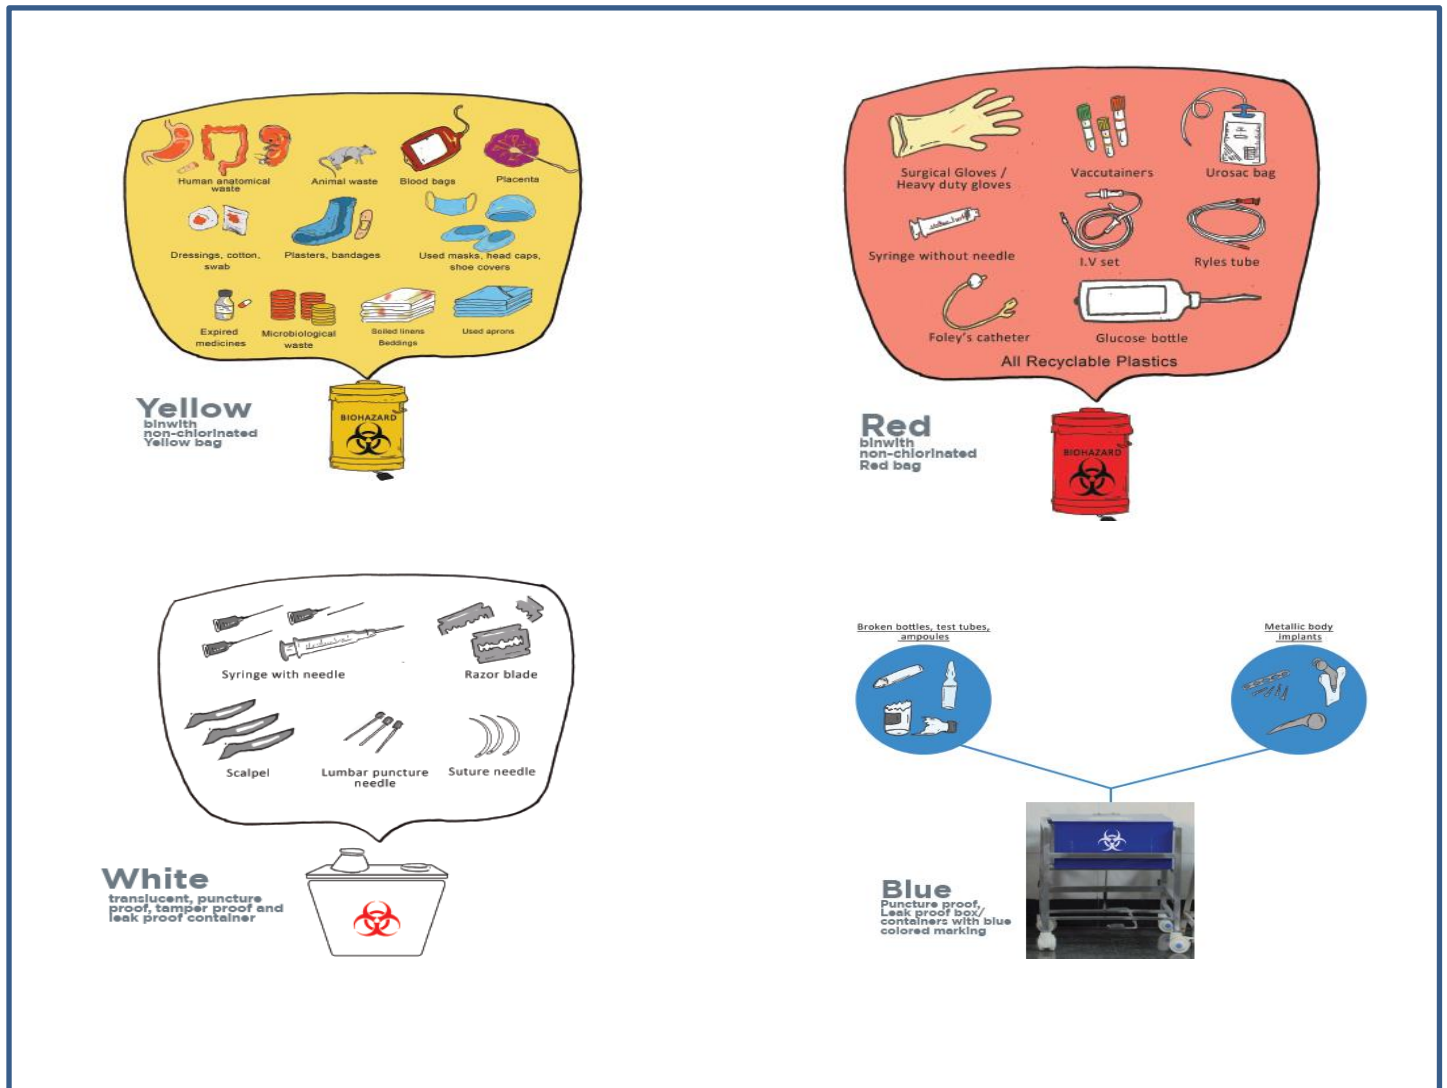 Human anatomical
waste
Animal waste
Blood bags
Placenta
Dressings, cotton,
swab
Plasters, bandages
Used masks, head caps,
shoe covers
Expired
medicines
Microbiological
waste
Soiled linens
Beddings
Used aprons
BIOHAZARD
Yellow
binwith
non-chlorinated
Yellow bag
Surgical Gloves /
Heavy duty gloves
Vaccutainers
Urosac bag
Syringe without needle
I.V set
Ryles tube
Foley's catheter
Glucose bottle
All Recyclable Plastics
BIOHAZARD
Red
binwith
non-chlorinated
Red bag
Syringe with needle
Razor blade
Scalpel
Lumbar puncture
needle
Suture needle
White
translucent, puncture
proof, tamper proof and
leak proof container
Broken bottles, test tubes,
ampoules
Metallic body
implants
Blue
Puncture proof,
Leak proof box/
containers with blue
colored marking